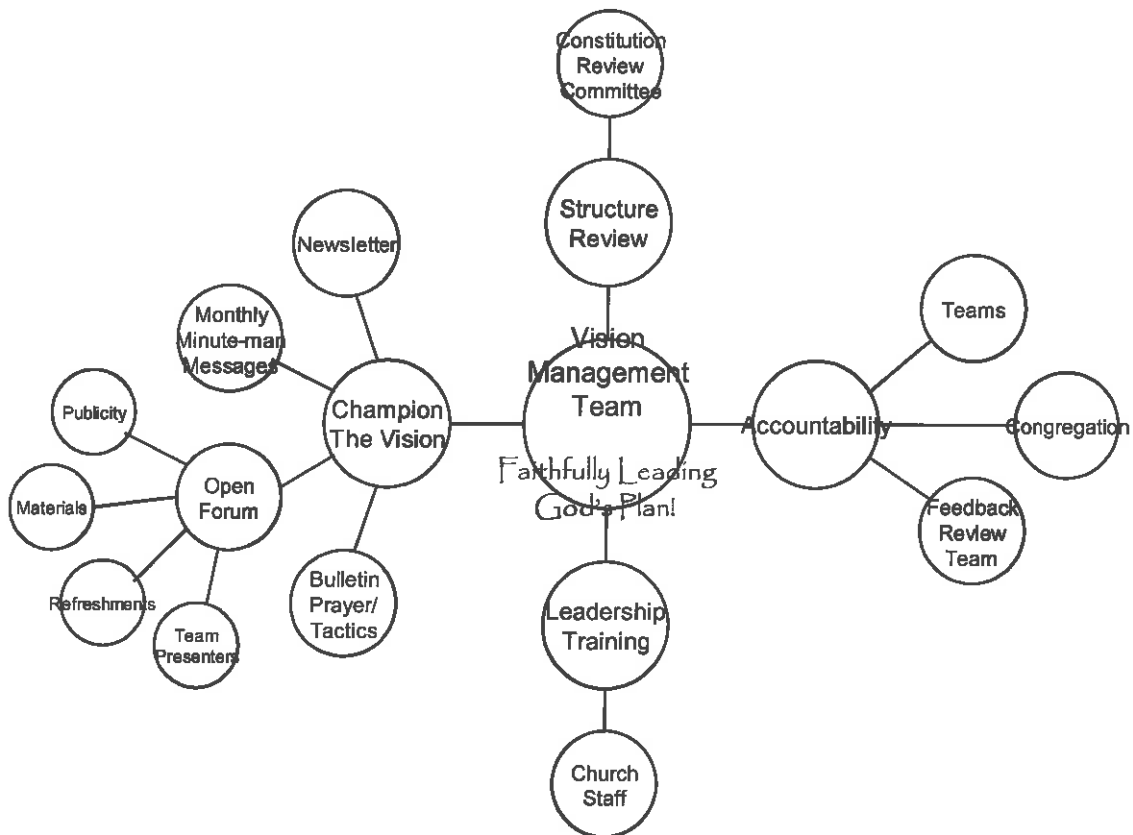 Constitution
Review
Committee
Structure
Review
Newsletter
Monthly
Minute-man
Messages
Teams
Vision
Management
Team
Publicity
Champion
The Vision
Accountability
Congregation
Faithfully Leading
God's Plan!
Open
Forum
Materials
Feedback
Review
Team
Bulletin
Prayer/
Tactics
Refreshments
Leadership
Training
Team
Presenters
Church
Staff